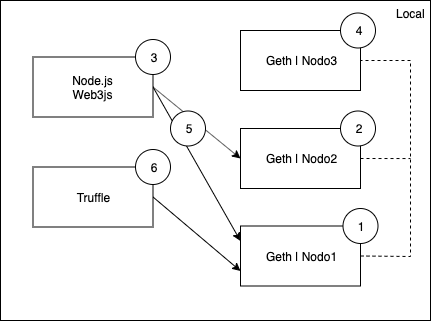 Local
4
Geth | Nodo3
3
Node.js
Web3js
5
2
Geth | Nodo2
6
Truffle
1
Geth | Nodo1